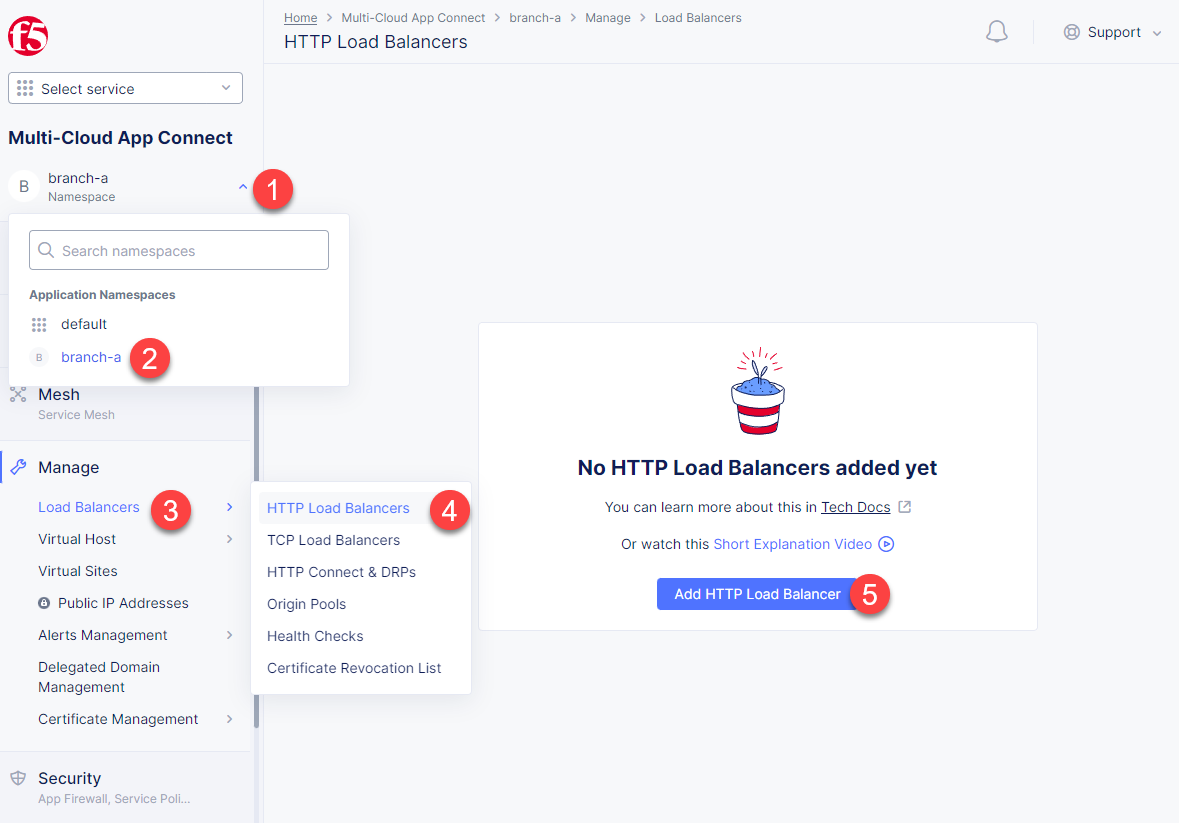 f5
Home > Multi-Cloud App Connect > branch-a > Manage > Load Balancers
HTTP Load Balancers
Support
Select service
Multi-Cloud App Connect
B
branch-a
Namespace
1
Search namespaces
Application Namespaces
default
B branch-a 2
Mesh
Service Mesh
Manage
Load Balancers 3
Virtual Host
Virtual Sites
Public IP Addresses
Alerts Management
Delegated Domain
Management
Certificate Management
Security
App Firewall, Service Poli...
HTTP Load Balancers 4
TCP Load Balancers
HTTP Connect & DRPs
Origin Pools
Health Checks
Certificate Revocation List
No HTTP Load Balancers added yet
You can learn more about this in Tech Docs
Or watch this Short Explanation Video
Add HTTP Load Balancer 5